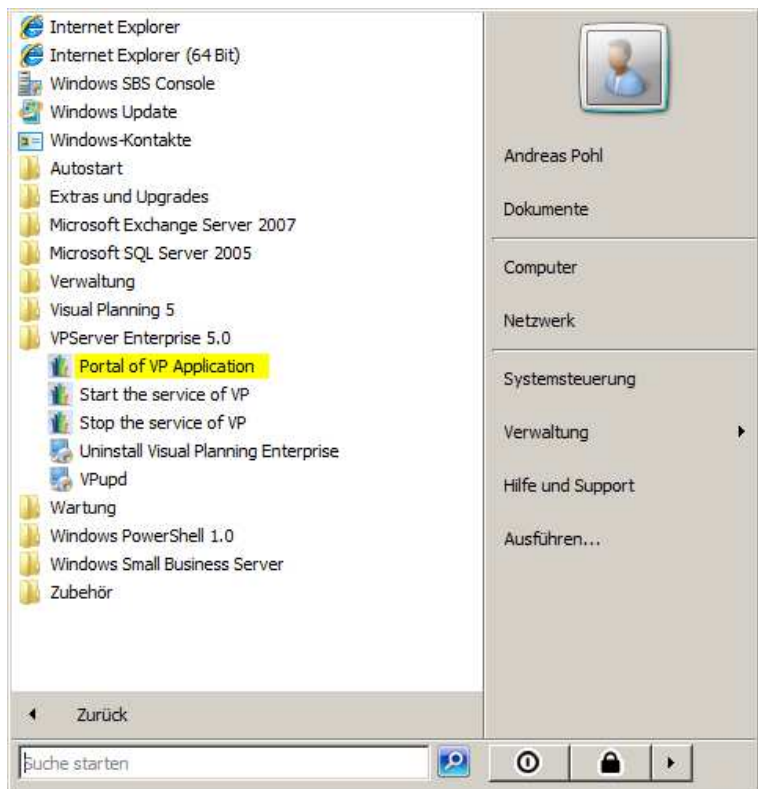 Internet Explorer
Internet Explorer (64 Bit)
Windows SBS Console
Windows Update
Windows-Kontakte
Autostart
Extras und Upgrades
Microsoft Exchange Server 2007
Microsoft SQL Server 2005
Verwaltung
Visual Planning 5
VPServer Enterprise 5.0
Portal of VP Application
Start the service of VP
Stop the service of VP
Uninstall Visual Planning Enterprise
VPupd
Wartung
Windows PowerShell 1.0
Windows Small Business Server
Zubehör
Zurück
Suche starten
Andreas Pohl
Dokumente
Computer
Netzwerk
Systemsteuerung
Verwaltung
Hilfe und Support
Ausführen...